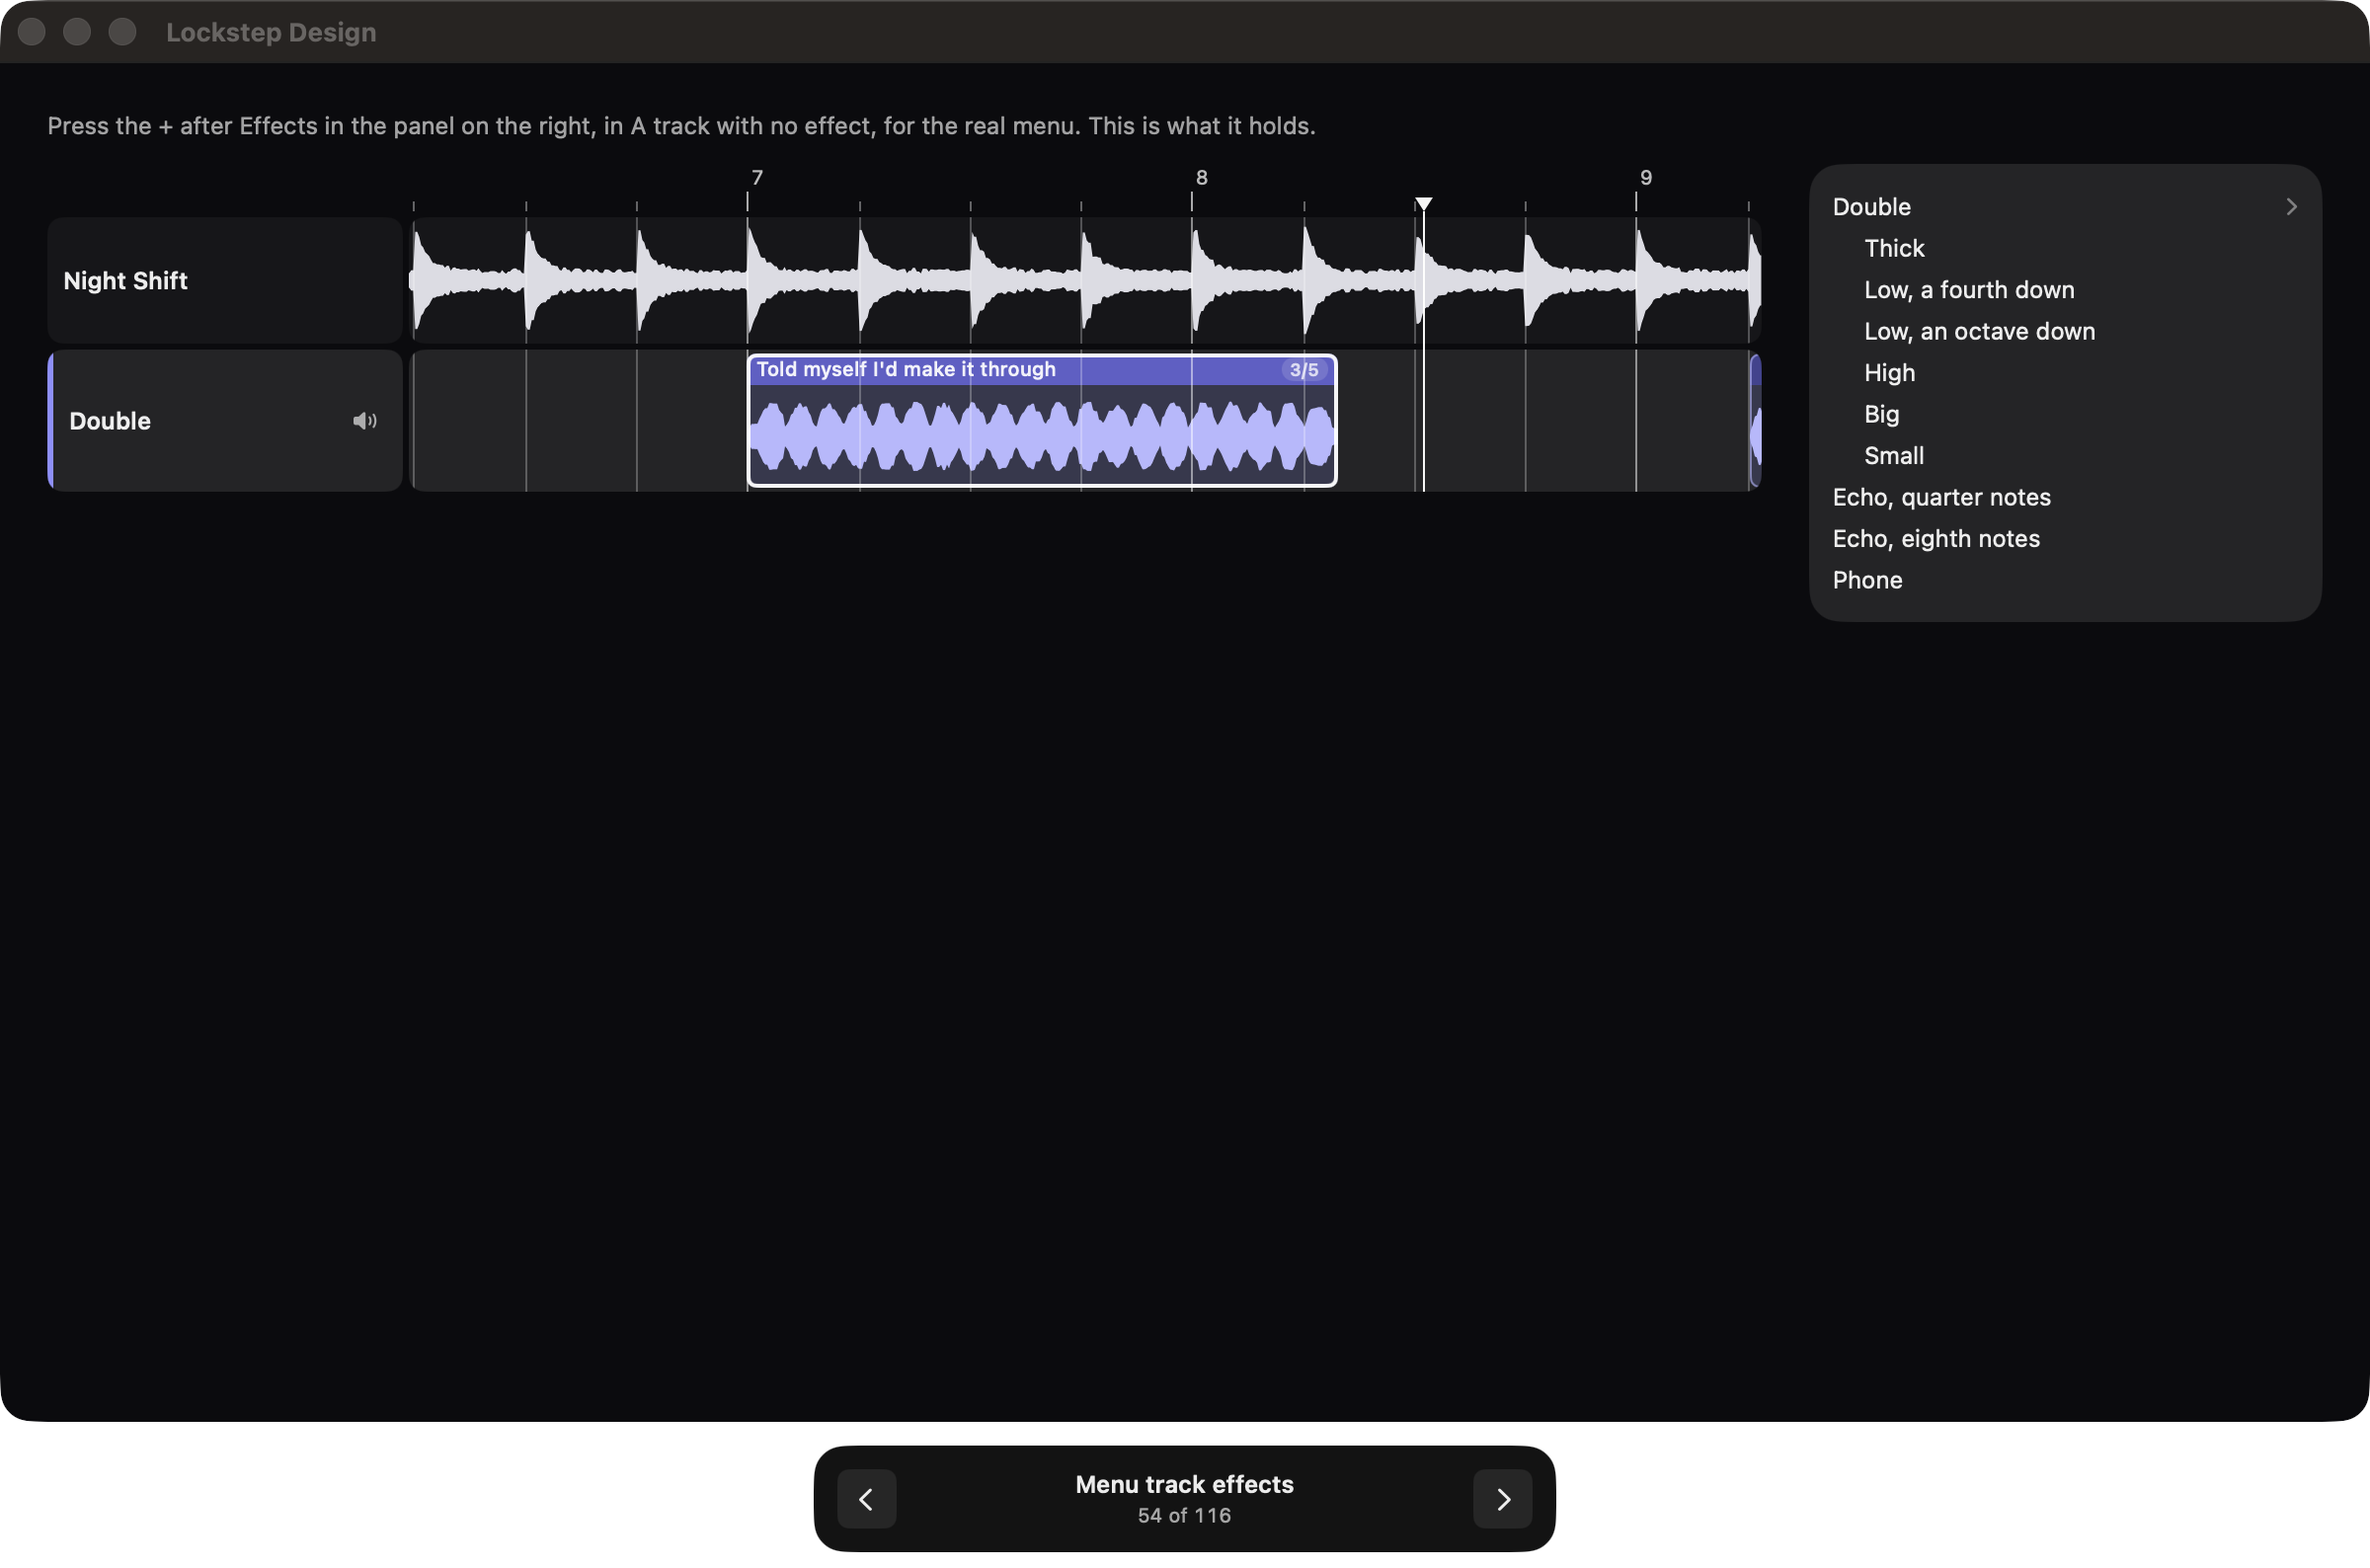 Lockstep Design
Press the + after Effects in the panel on the right, in A track with no effect, for the real menu. This is what it holds.
7
8
9
Night Shift
Double
Told myself I'd make it through
3/5
Double
Thick
Low, a fourth down
Low, an octave down
High
Big
Small
Echo, quarter notes
Echo, eighth notes
Phone
Menu track effects
54 of 116